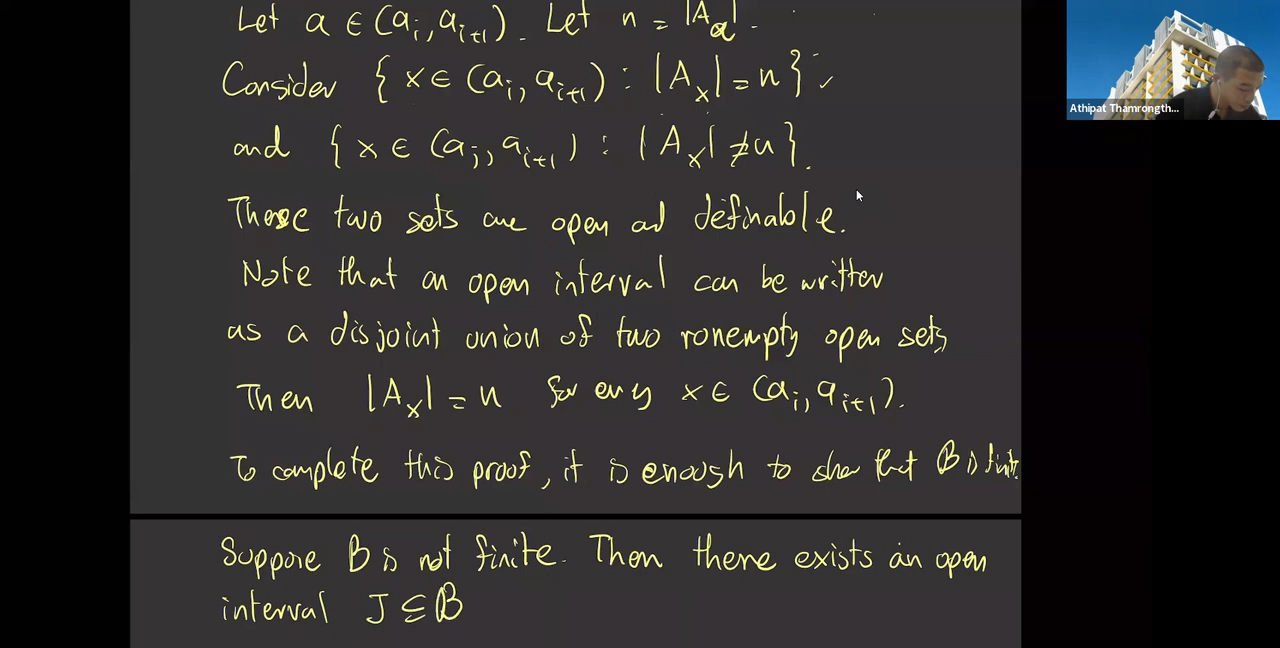 Let a ∈ (a_i, a_{i+1}). Let n = |A_a|.
Consider { x ∈ (a_i, a_{i+1}) : |A_x| = n }
and { x ∈ (a_i, a_{i+1}) : |A_x| ≠ n }.
These two sets are open ad definable.
Note that an open interval can be written
as a disjoint union of two nonempty open sets
Then |A_x| = n for every x ∈ (a_i, a_{i+1}).
To complete this proof, it is enough to show that B is finite.
Suppose B is not finite. Then there exists an open
interval J ⊆ B
Athipat Thamrongth...